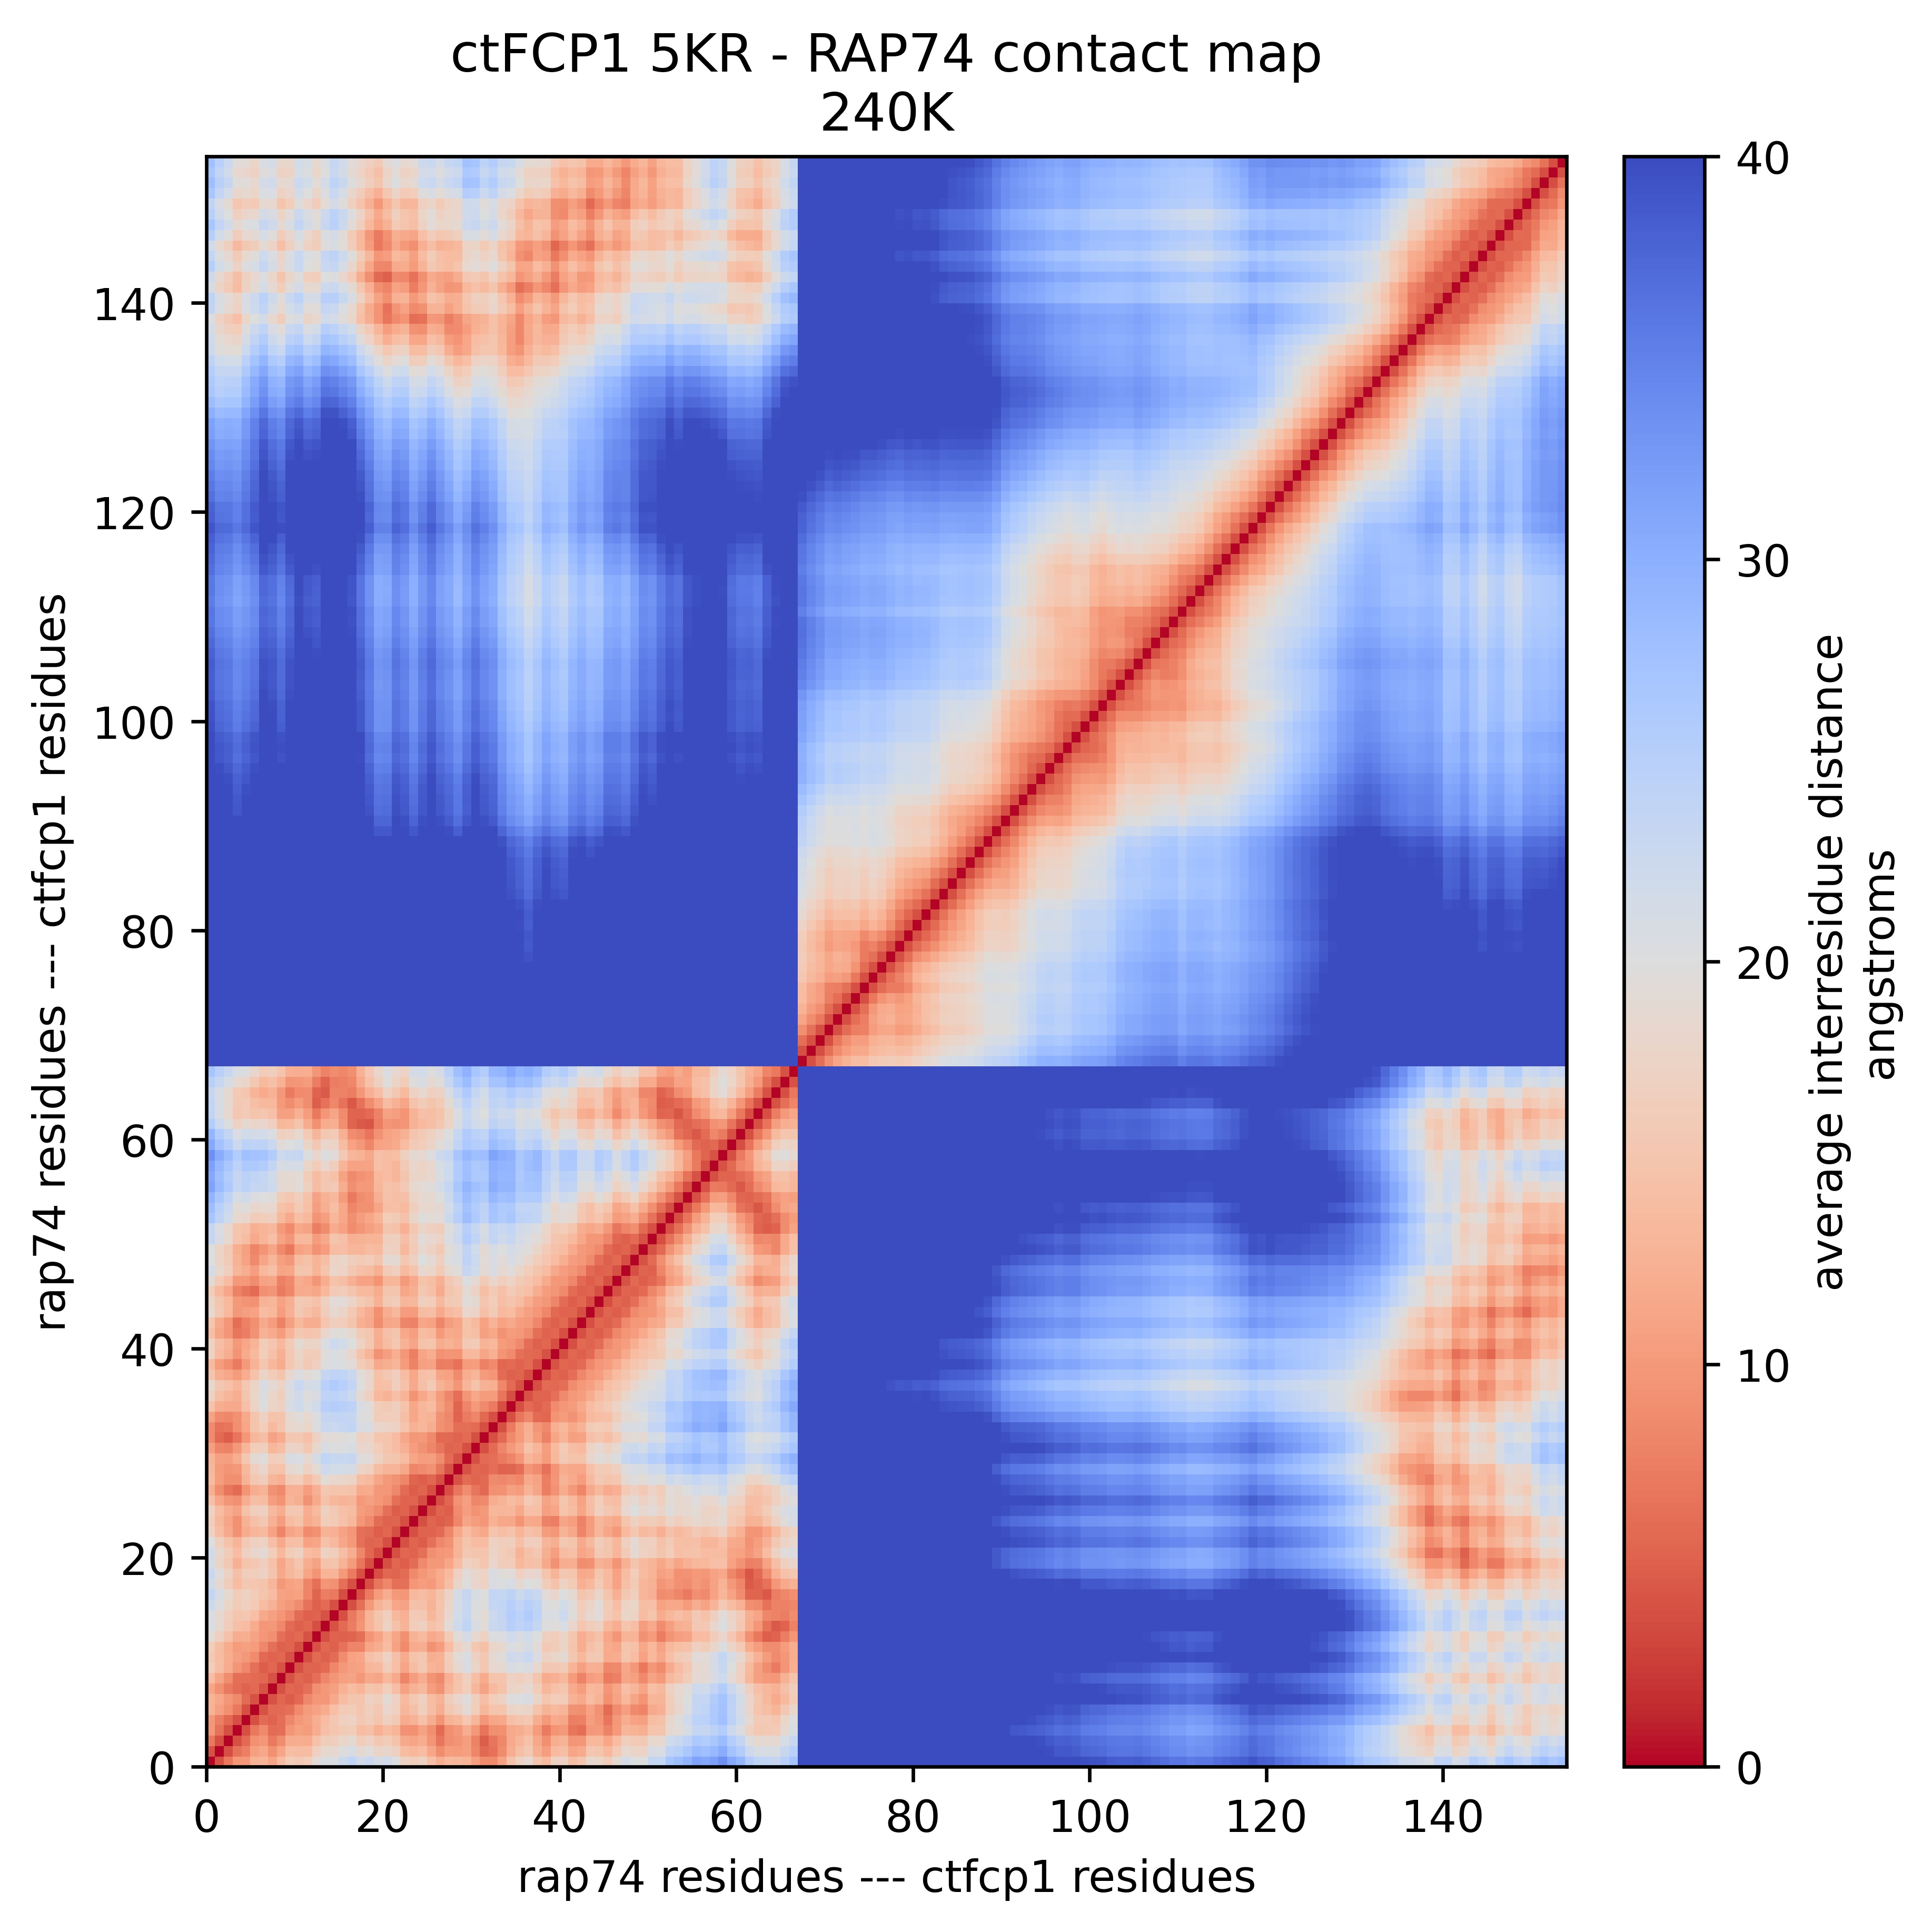 ctFCP1 5KR - RAP74 contact map
240K
rap74 residues --- ctfcp1 residues
140
120
100
80
60
40
20
0
0 20 40 60 80 100 120 140
rap74 residues --- ctfcp1 residues
40
30
20
10
0
average interresidue distance
angstroms